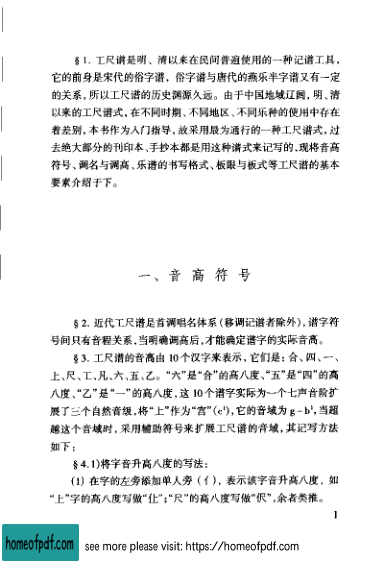 §1. 工尺谱是明、清以来在民间普遍使用的一种记谱工具,
它的前身是宋代的俗字谱, 俗字谱与唐代的燕乐半字谱又有一定
的关系,所以工尺谱的历史渊源久远。由于中国地域辽阔,明、清
以来的工尺谱式,在不同时期、不同地区、不同乐种的使用中存在
着差别,本书作为入门指导,故采用最为通行的一种工尺谱式,过
去绝大部分的刊印本、手抄本都是用这种谱式来记写的,现将音高
符号、调名与调高、乐谱的书写格式、板眼与板式等工尺谱的基本
要素介绍于下。
一、音高符号
§2. 近代工尺谱是首调唱名体系(移调记谱者除外),谱字符
号间只有音程关系,当明确调高后,才能确定谱字的实际音高。
§3. 工尺谱的音高由10个汉字来表示,它们是:合、四、一、
上、尺、工、凡、六、五、乙。“六”是“合”的高八度、“五”是“四”的高
八度、“乙”是“一”的高八度,这10个谱字实际为一个七声音阶扩
展了三个自然音级,将“上”作为“宫”(c¹),它的音域为g-b¹,当超
越这个音域时, 采用辅助符号来扩展工尺谱的音域,其记写方法
如下:
§4.1)将字音升高八度的写法:
(1) 在字的左旁添加单人旁(亻), 表示该字音升高八度, 如
“上”字的高八度写做“仩”;“尺”的高八度写做“伬”,余者类推。
1
homeofpdf.com see more please visit: https://homeofpdf.com